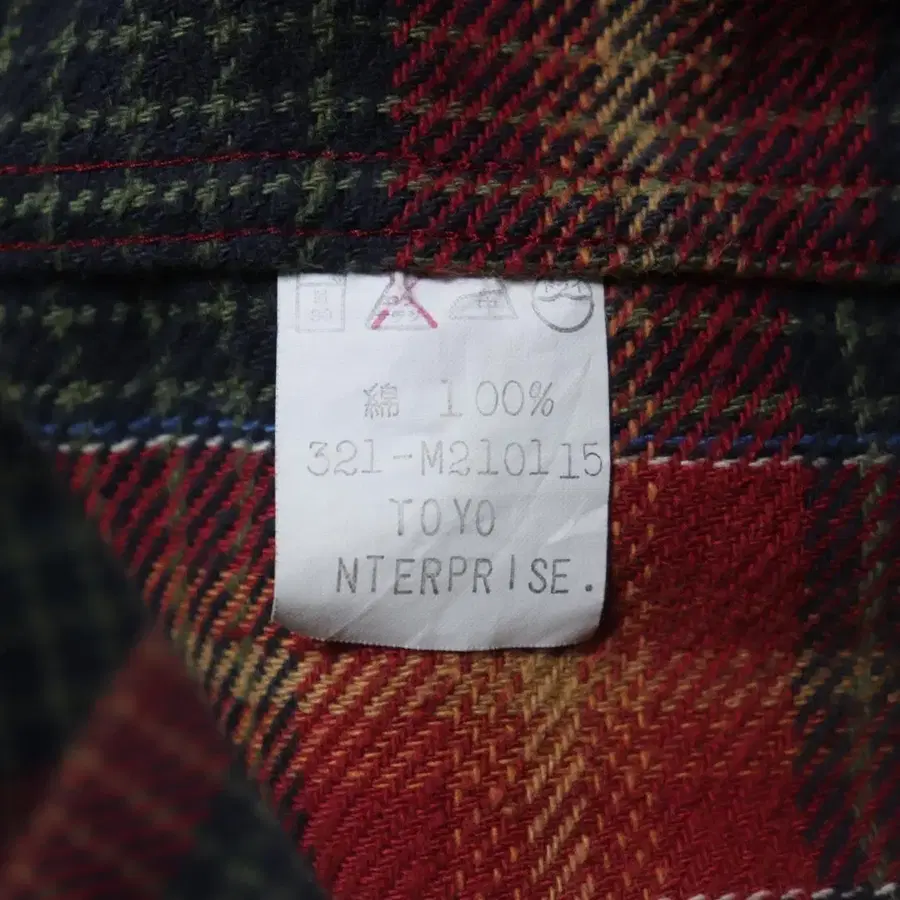 綿 100%
321-M210115
TOYO
NTERPRISE.